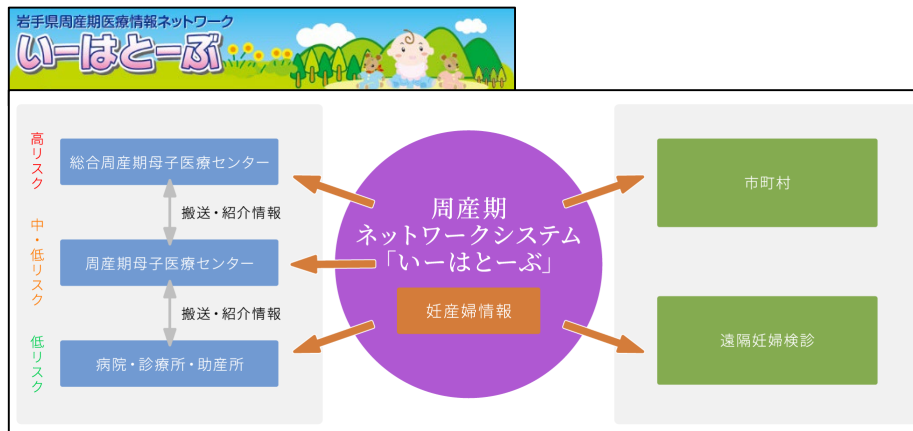 岩手県周産期医療情報ネットワーク
いーはとーぶ
高リスク
総合周産期母子医療センター
搬送・紹介情報
中・低リスク
周産期母子医療センター
搬送・紹介情報
低リスク
病院・診療所・助産所
周産期
ネットワークシステム
「いーはとーぶ」
妊産婦情報
市町村
遠隔妊婦検診